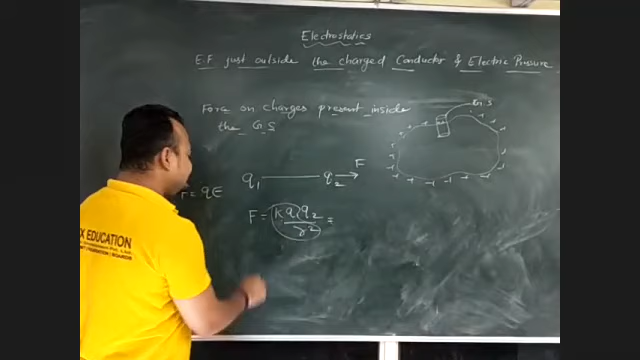 Electrostatics
E.F just outside the charged Conductor & Electric Pressure
Force on charges present inside
the G.S
G.S
F
q1 q2
F = qE
F = Kq1q2/r² =
X EDUCATION